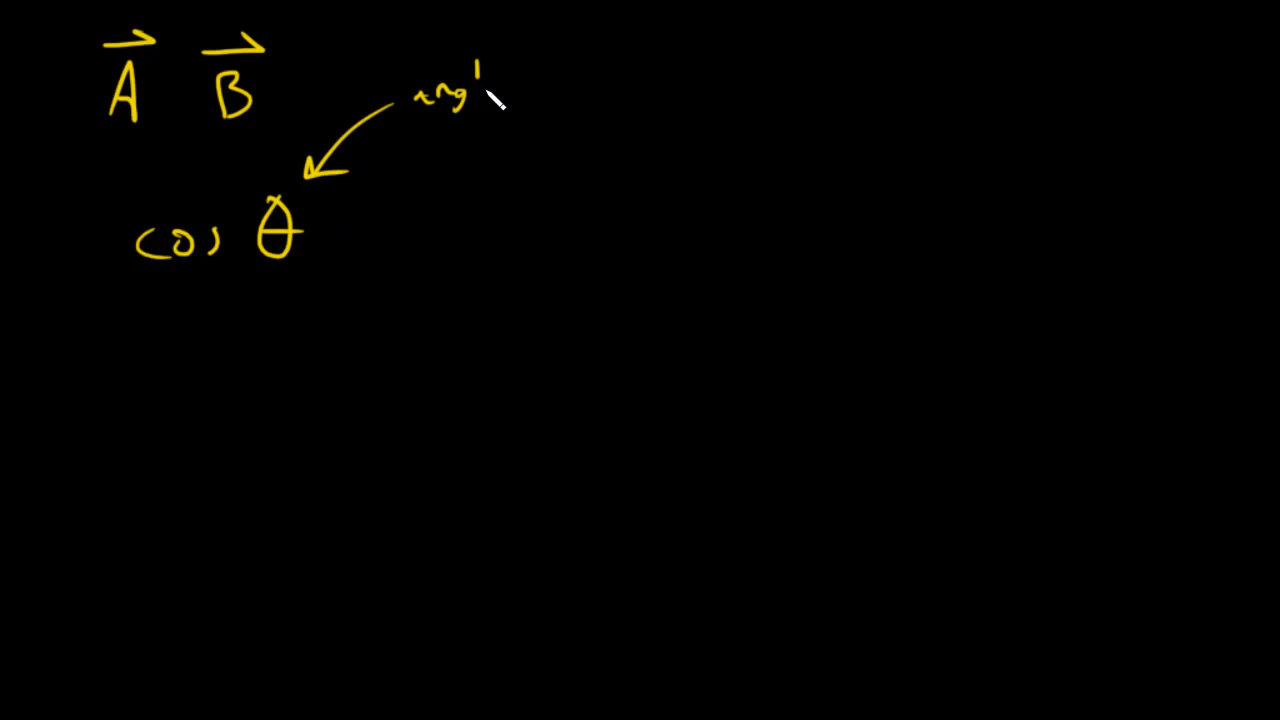 A⃗ B⃗
angl
cos θ